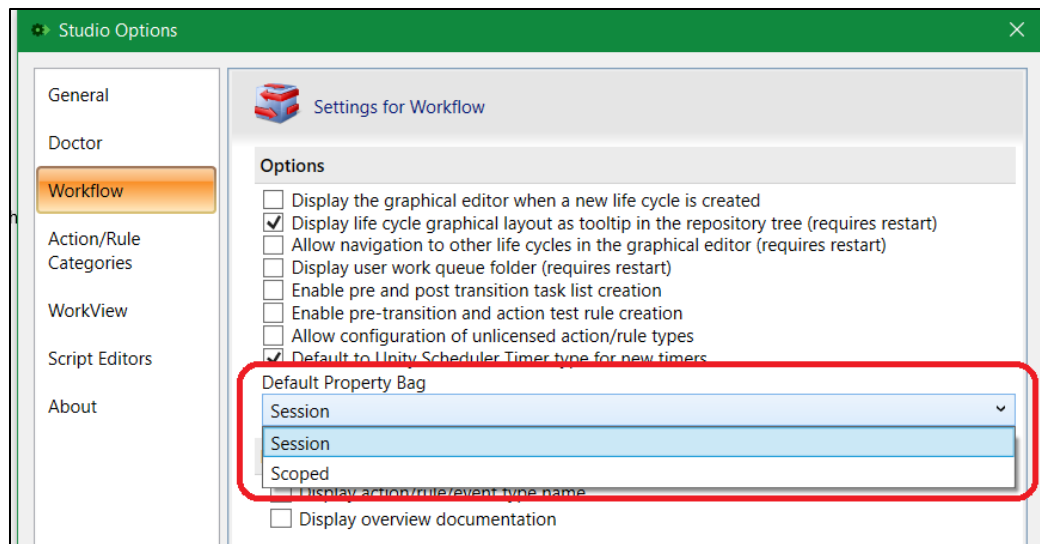 Studio Options
General
Doctor
Workflow
Action/Rule
Categories
WorkView
Script Editors
About
Settings for Workflow
Options
Display the graphical editor when a new life cycle is created
Display life cycle graphical layout as tooltip in the repository tree (requires restart)
Allow navigation to other life cycles in the graphical editor (requires restart)
Display user work queue folder (requires restart)
Enable pre and post transition task list creation
Enable pre-transition and action test rule creation
Allow configuration of unlicensed action/rule types
Default to Unity Scheduler Timer type for new timers
Default Property Bag
Session
Session
Scoped
Display action/rule/event type name
Display overview documentation